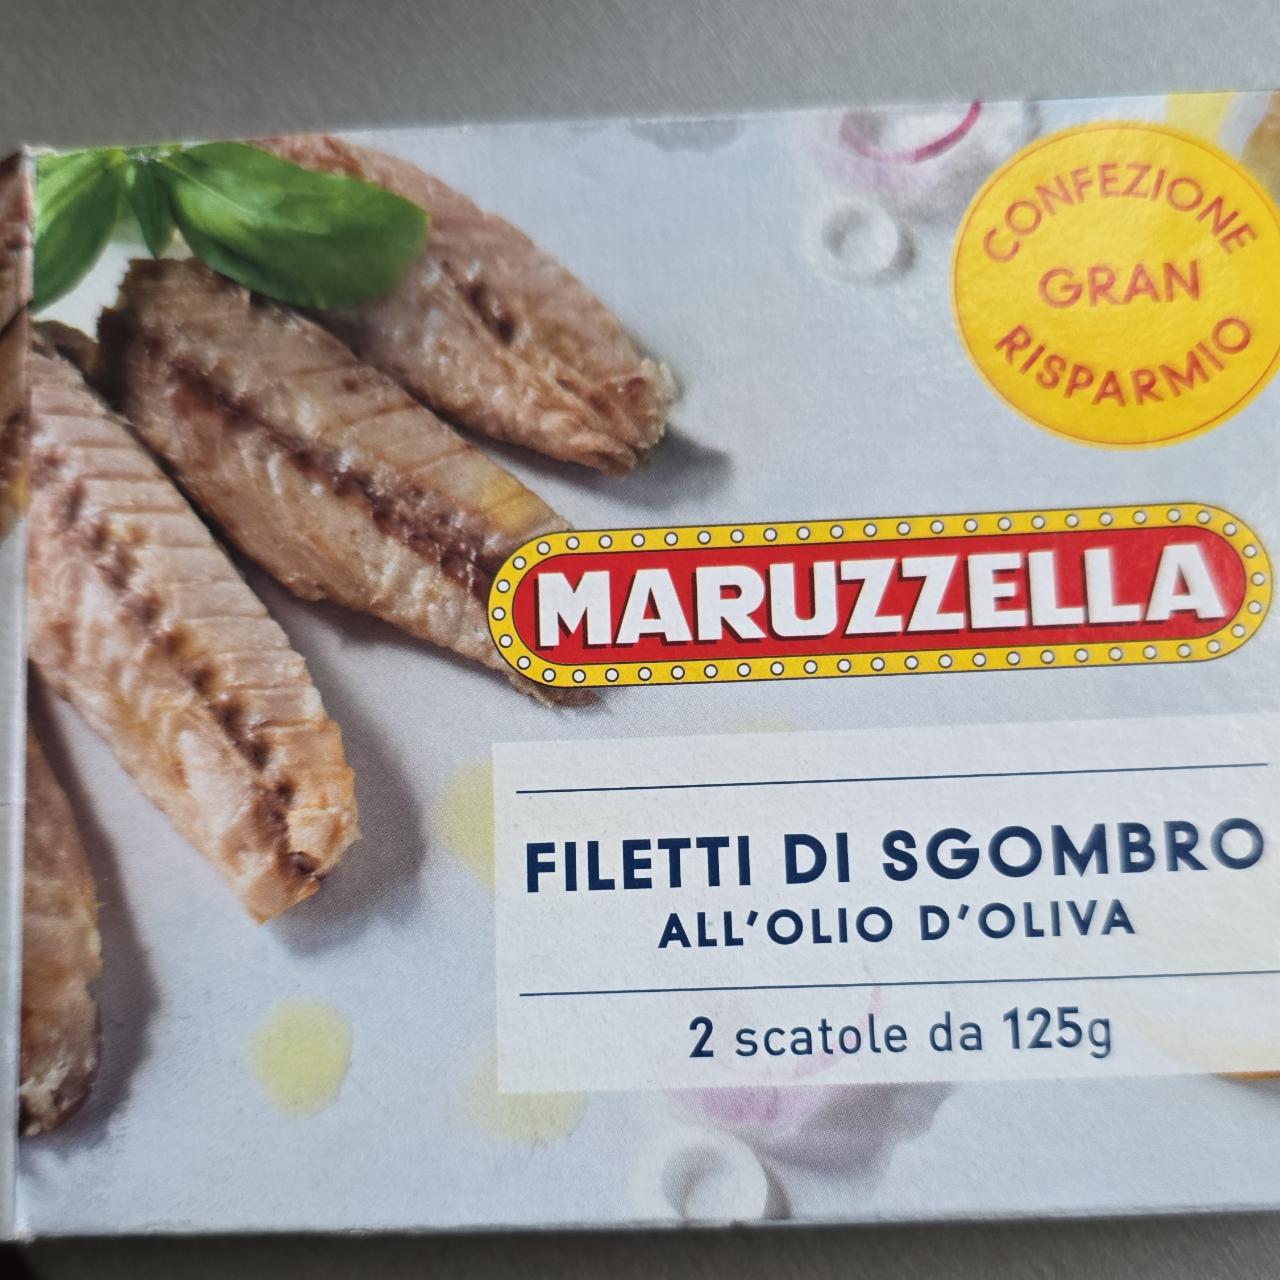 CONFEZIONE
GRAN
RISPARMIO
MARUZZELLA
FILETTI DI SGOMBRO
ALL'OLIO D'OLIVA
2 scatole da 125g